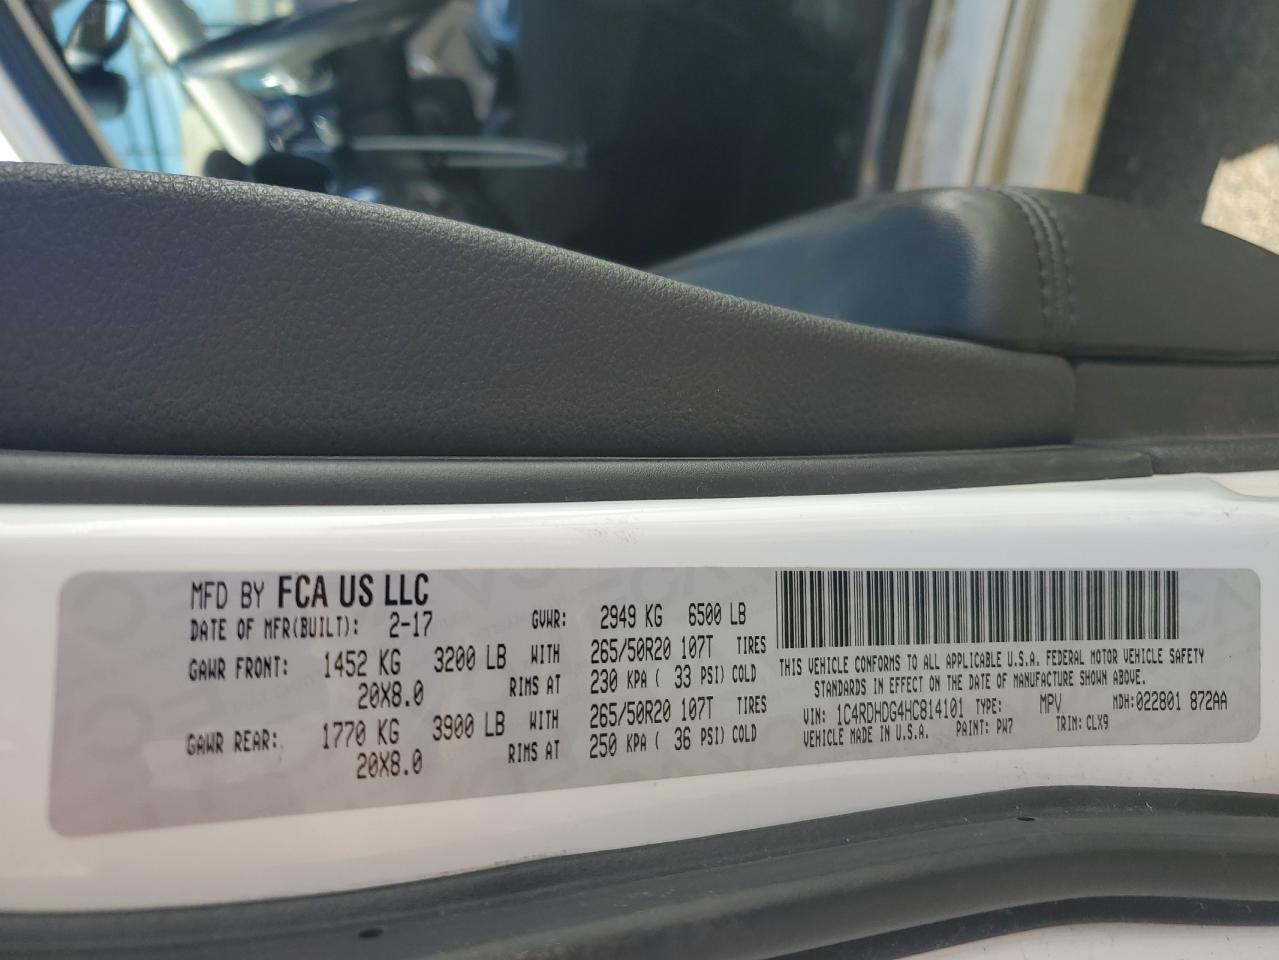 MFD BY FCA US LLC
DATE OF MFR(BUILT): 2-17 GVWR: 2949 KG 6500 LB
GAWR FRONT: 1452 KG 3200 LB WITH 265/50R20 107T TIRES
20X8.0 RIMS AT 230 KPA ( 33 PSI) COLD
GAWR REAR: 1770 KG 3900 LB WITH 265/50R20 107T TIRES
20X8.0 RIMS AT 250 KPA ( 36 PSI) COLD
THIS VEHICLE CONFORMS TO ALL APPLICABLE U.S.A. FEDERAL MOTOR VEHICLE SAFETY
STANDARDS IN EFFECT ON THE DATE OF MANUFACTURE SHOWN ABOVE.
VIN: 1C4RDHDG4HC814101 TYPE: MPV MDH:022801 872AA
VEHICLE MADE IN U.S.A. PAINT: PW7 TRIM: CLX9